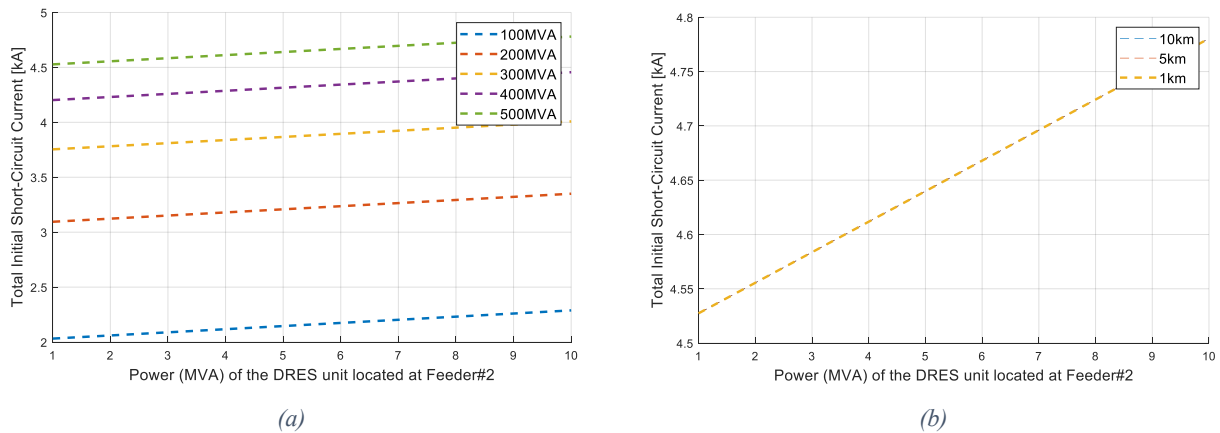 5
4.5
4
3.5
3
2.5
2
Total Initial Short-Circuit Current [kA]
100MVA
200MVA
300MVA
400MVA
500MVA
1 2 3 4 5 6 7 8 9 10
Power (MVA) of the DRES unit located at Feeder#2
(a)
4.8
4.75
4.7
4.65
4.6
4.55
4.5
Total Initial Short-Circuit Current [kA]
10km
5km
1km
1 2 3 4 5 6 7 8 9 10
Power (MVA) of the DRES unit located at Feeder#2
(b)